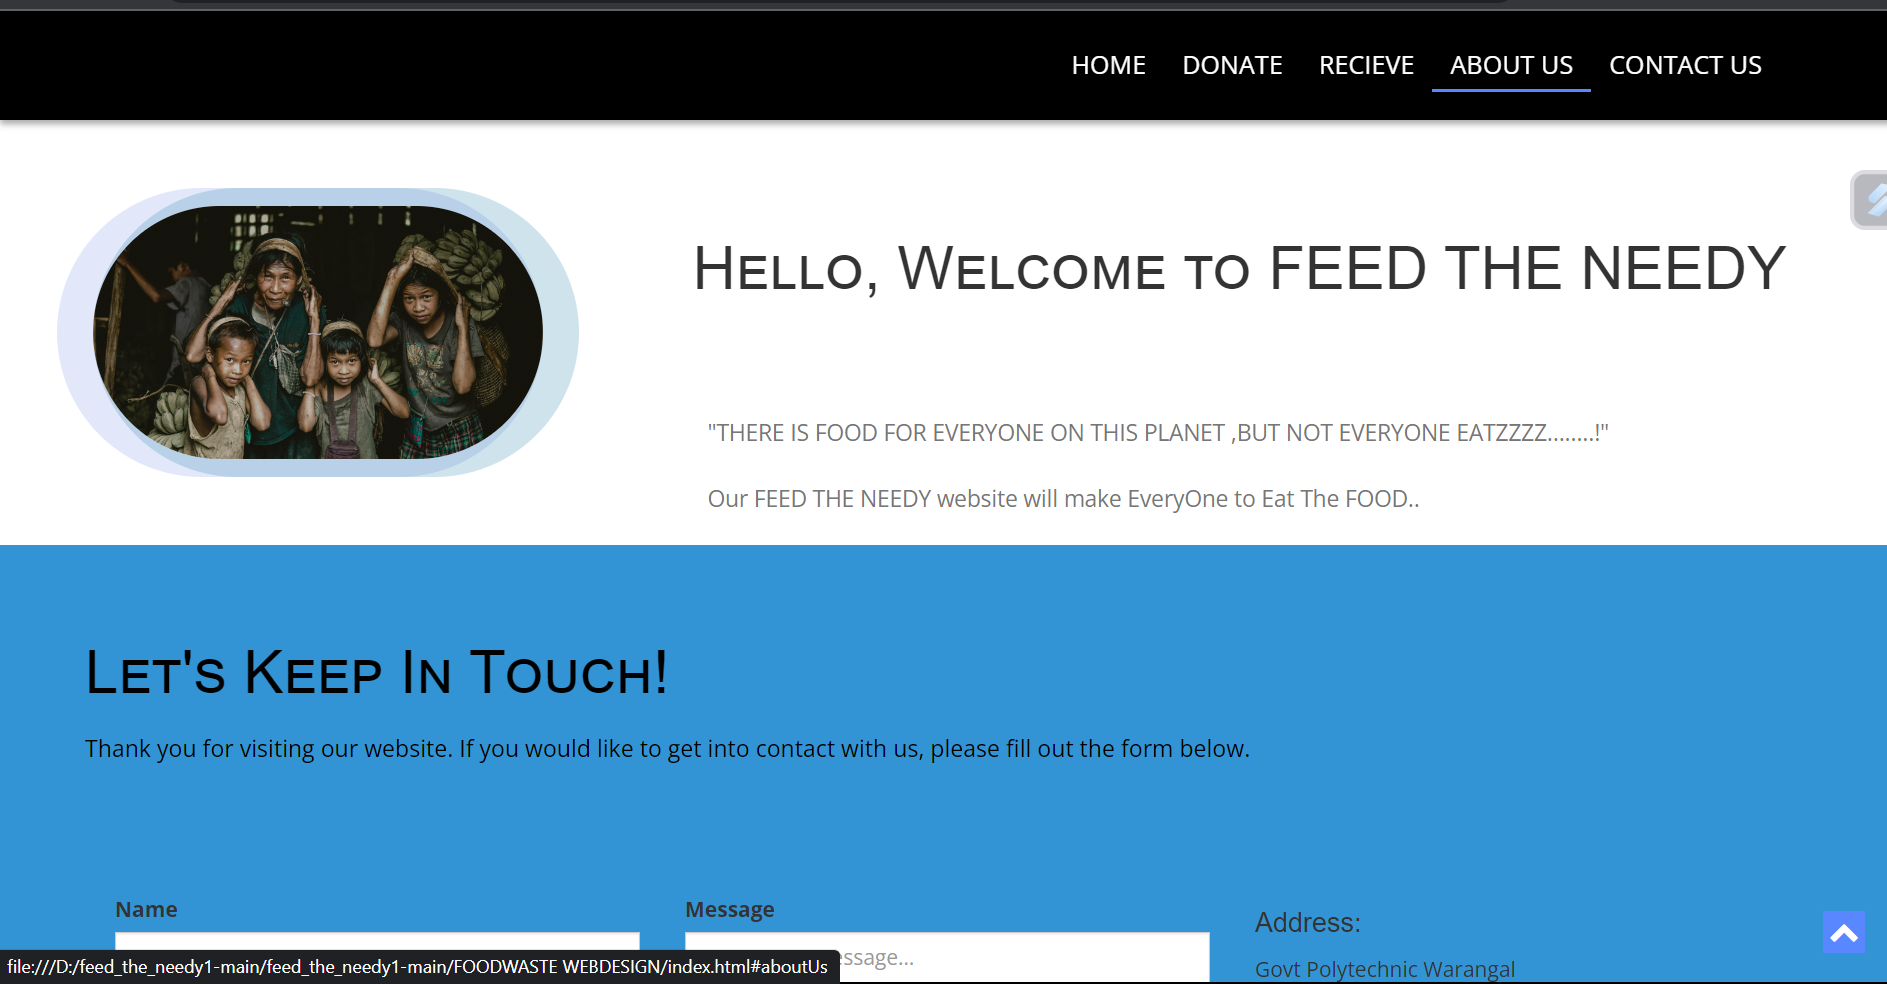 HOME DONATE RECIEVE ABOUT US CONTACT US
Hello, Welcome to FEED THE NEEDY
"THERE IS FOOD FOR EVERYONE ON THIS PLANET ,BUT NOT EVERYONE EATZZZZ........!"
Our FEED THE NEEDY website will make EveryOne to Eat The FOOD..
Let's Keep In Touch!
Thank you for visiting our website. If you would like to get into contact with us, please fill out the form below.
Name
Message
Address:
Govt Polytechnic Warangal
file:///D:/feed_the_needy1-main/feed_the_needy1-main/FOODWASTE WEBDESIGN/index.html#aboutUs